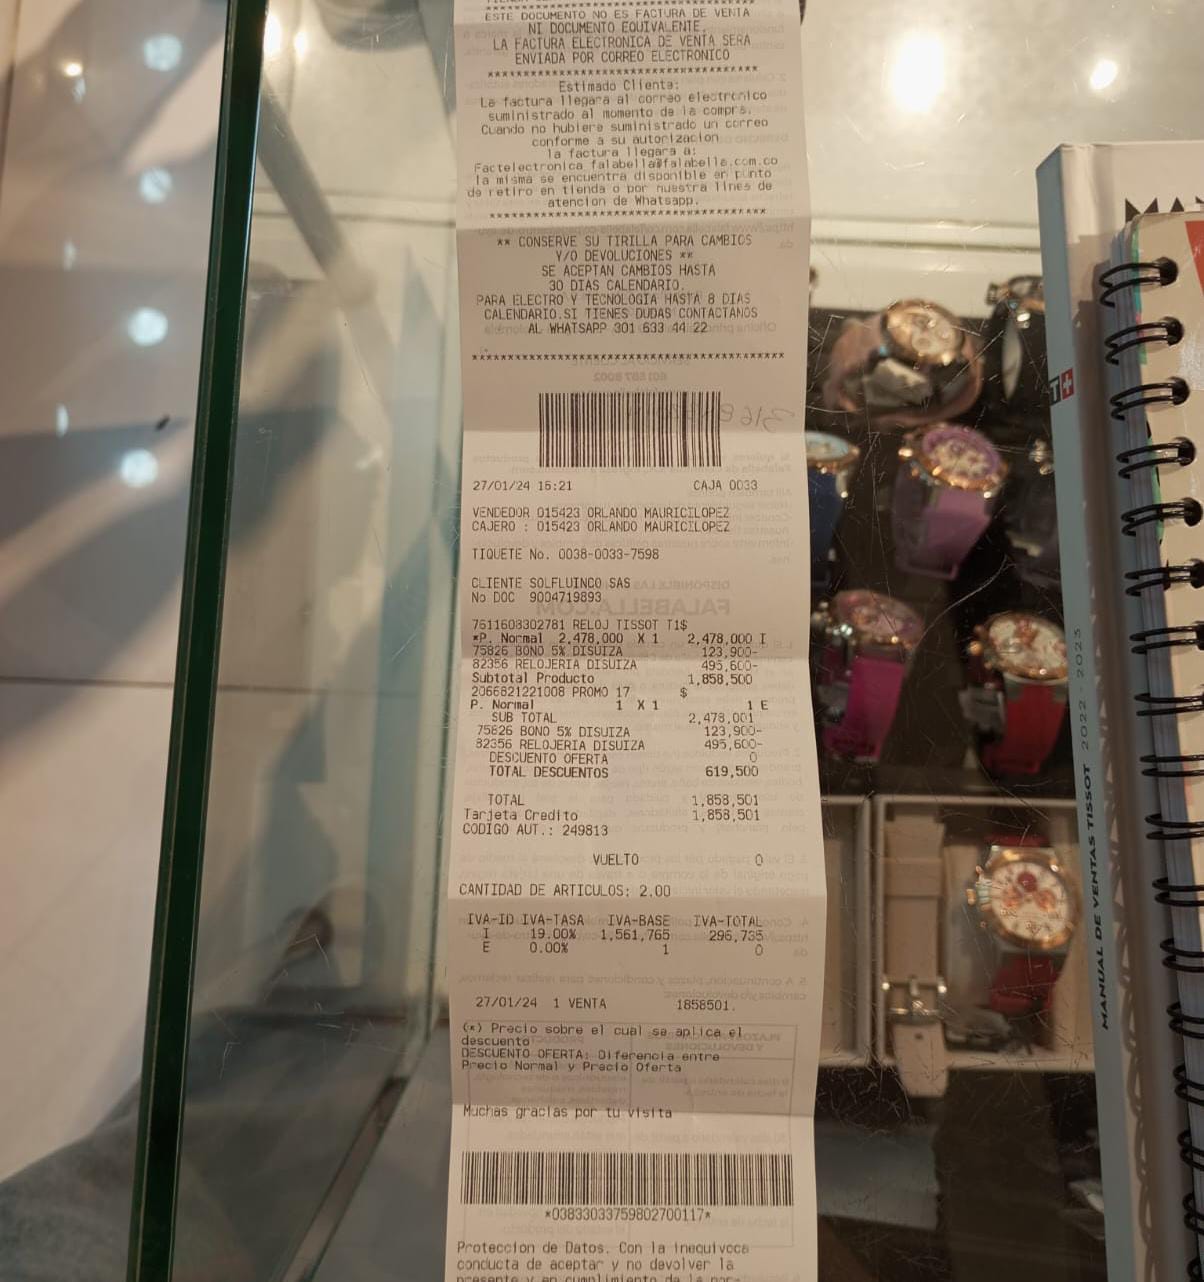 ESTE DOCUMENTO NO ES FACTURA DE VENTA
NI DOCUMENTO EQUIVALENTE.
LA FACTURA ELECTRONICA DE VENTA SERA
ENVIADA POR CORREO ELECTRONICO
****************************************
Estimado Cliente:
La factura llegara al correo electronico
suministrado al momento de la compra.
Cuando no hubiere suministrado un correo
conforme a su autorizacion
la factura llegara a:
Factelectronica falabella@falabella.com.co
la misma se encuentra disponible en punto
de retiro en tienda o por nuestra lines de
atencion de Whatsapp.
****************************************
** CONSERVE SU TIRILLA PARA CAMBIOS
Y/O DEVOLUCIONES **
SE ACEPTAN CAMBIOS HASTA
30 DIAS CALENDARIO.
PARA ELECTRO Y TECNOLOGIA HASTA 8 DIAS
CALENDARIO.SI TIENES DUDAS CONTACTANOS
AL WHATSAPP 301 633 44 22
****************************************
27/01/24 15:21 CAJA 0033
VENDEDOR 015423 ORLANDO MAURICILOPEZ
CAJERO : 015423 ORLANDO MAURICILOPEZ
TIQUETE No. 0038-0033-7598
CLIENTE SOLFLUINCO SAS
No DOC 9004719893
7611608302781 RELOJ TISSOT T1$
*P. Normal 2,478,000 X 1 2,478,000 I
75826 BONO 5% DISUIZA 123,900-
82356 RELOJERIA DISUIZA 495,600-
Subtotal Producto 1,858,500
2066821221008 PROMO 17 $
P. Normal 1 X 1 1 E
SUB TOTAL 2,478,001
75826 BONO 5% DISUIZA 123,900-
82356 RELOJERIA DISUIZA 495,600-
DESCUENTO OFERTA 0
TOTAL DESCUENTOS 619,500
TOTAL 1,858,501
Tarjeta Credito 1,858,501
CODIGO AUT.: 249813
VUELTO 0
CANTIDAD DE ARTICULOS: 2.00
IVA-ID IVA-TASA IVA-BASE IVA-TOTAL
I 19.00% 1,561,765 296,735
E 0.00% 1 0
27/01/24 1 VENTA 1858501.
(*) Precio sobre el cual se aplica el
descuento
DESCUENTO OFERTA: Diferencia entre
Precio Normal y Precio Oferta
Muchas gracias por tu visita
*03833033759802700117*
Proteccion de Datos. Con la inequivoca
conducta de aceptar y no devolver la
MANUAL DE VENTAS TISSOT 2022 - 2023